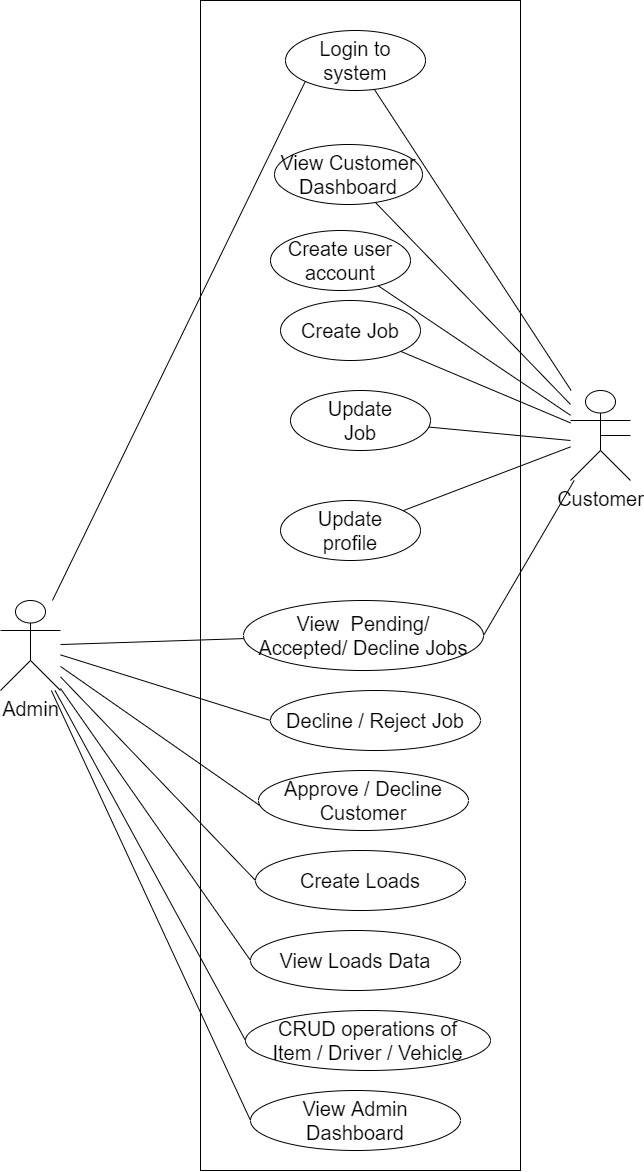 Login to
system
View Customer
Dashboard
Create user
account
Create Job
Update
Job
Customer
Update
profile
View  Pending/
Accepted/ Decline Jobs
Admin
Decline / Reject Job
Approve / Decline
Customer
Create Loads
View Loads Data
CRUD operations of
Item / Driver / Vehicle
View Admin
Dashboard